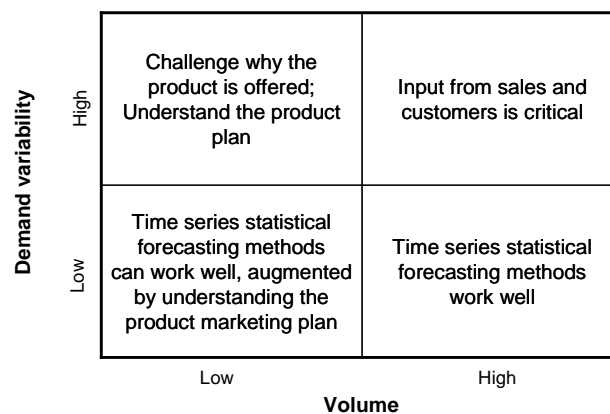 Demand variability
High
Challenge why the
product is offered;
Understand the product
plan
Input from sales and
customers is critical
Low
Time series statistical
forecasting methods
can work well, augmented
by understanding the
product marketing plan
Time series statistical
forecasting methods
work well
Low
High
Volume